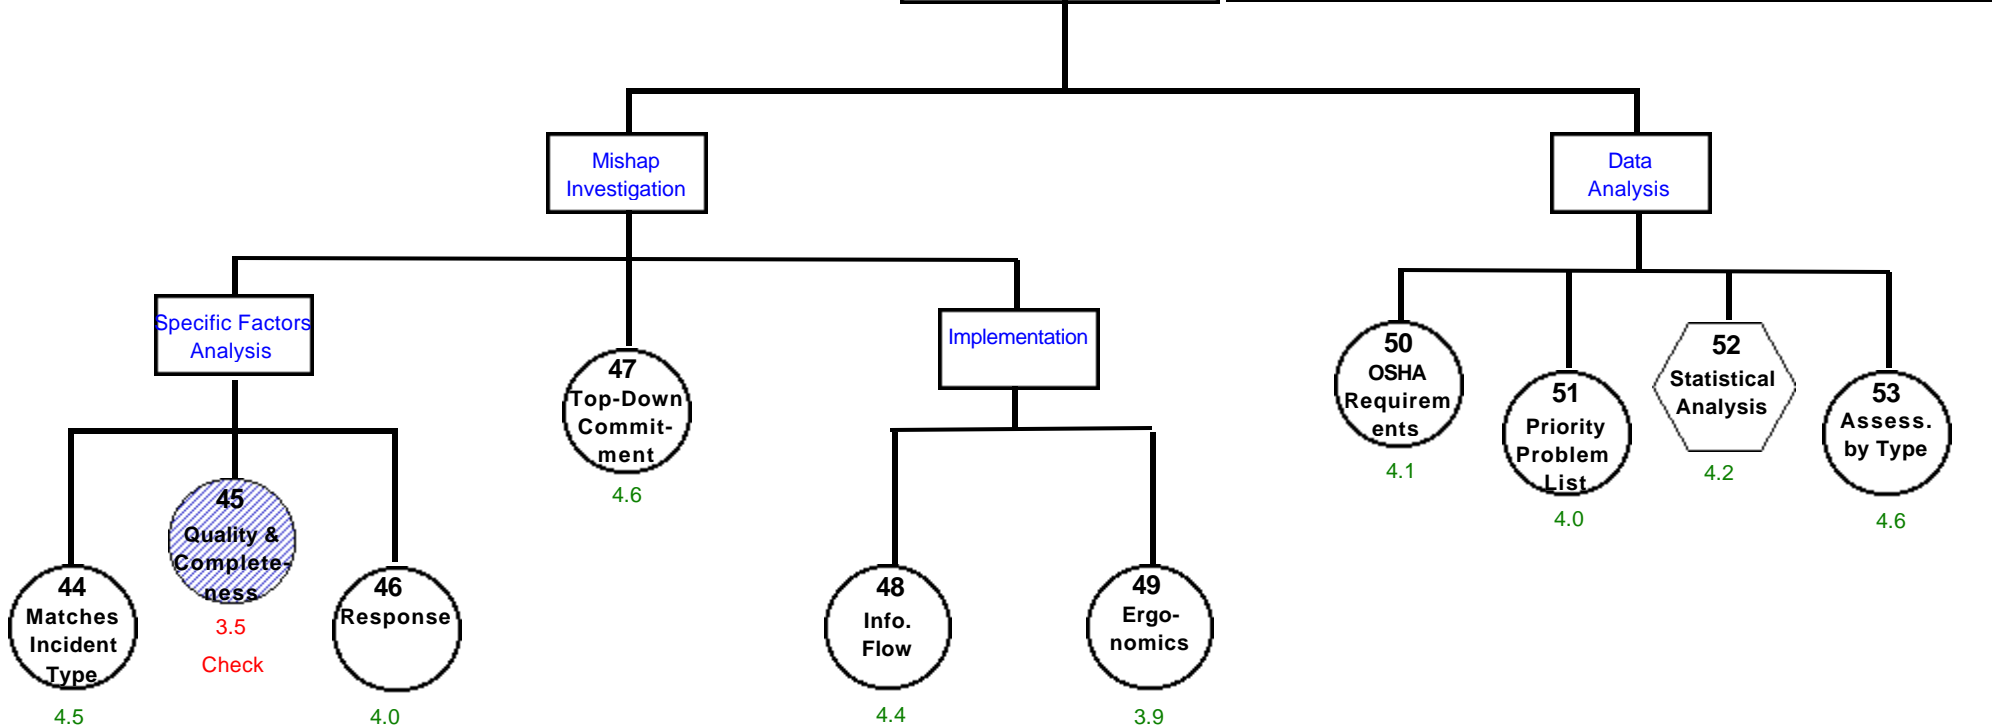 Mishap
Investigation
Data
Analysis
Specific Factors
Analysis
47
Top-Down
Commit-
ment
4.6
Implementation
50
OSHA
Requirem
ents
4.1
51
Priority
Problem
List
4.0
52
Statistical
Analysis
4.2
53
Assess.
by Type
4.6
44
Matches
Incident
Type
4.5
45
Quality &
Complete-
ness
3.5
Check
46
Response
4.0
48
Info.
Flow
4.4
49
Ergo-
nomics
3.9